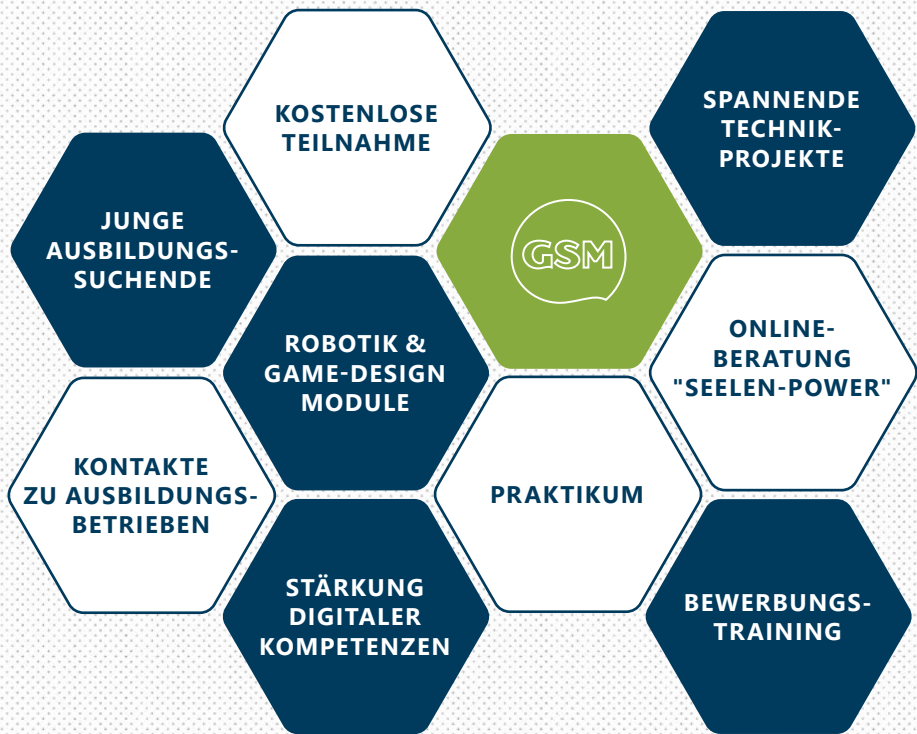 KOSTENLOSE
TEILNAHME
SPANNENDE
TECHNIK-
PROJEKTE
JUNGE
AUSBILDUNGS-
SUCHENDE
GSM
ROBOTIK &
GAME-DESIGN
MODULE
ONLINE-
BERATUNG
"SEELEN-POWER"
KONTAKTE
ZU AUSBILDUNGS-
BETRIEBEN
PRAKTIKUM
STÄRKUNG
DIGITALER
KOMPETENZEN
BEWERBUNGS-
TRAINING